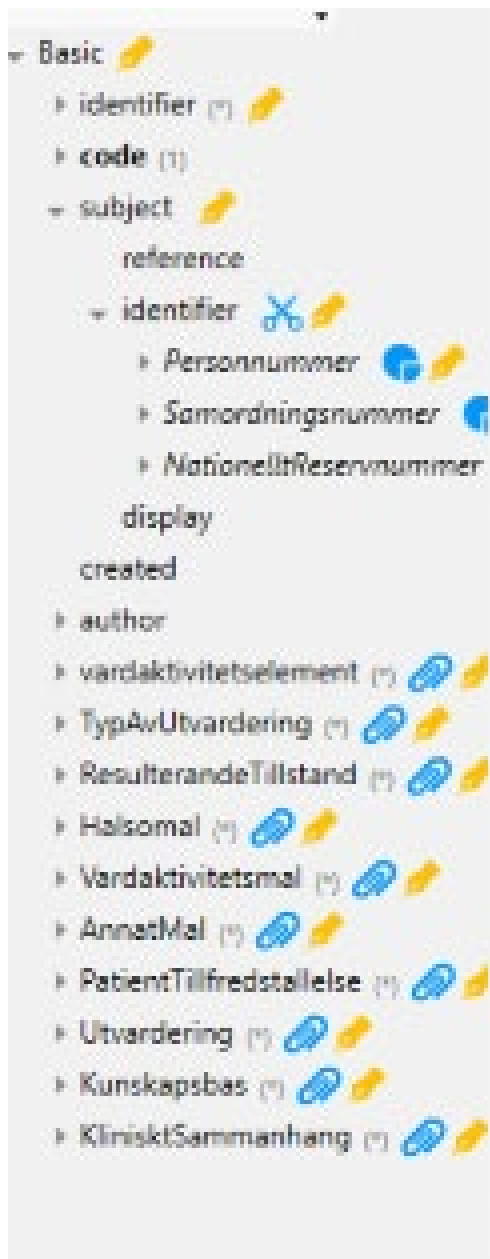 Basic
identifier (*)
code (1)
subject
reference
identifier
Personnummer
Samordningsnummer
NationelltReservnummer
display
created
author
vardaktivitetselement (*)
TypAvUtvardering (*)
ResulterandeTillstand (*)
Halsomal (*)
Vardaktivitetsmal (*)
AnnatMal (*)
PatientTillfredstallelse (*)
Utvardering (*)
Kunskapsbas (*)
KlinisktSammanhang (*)